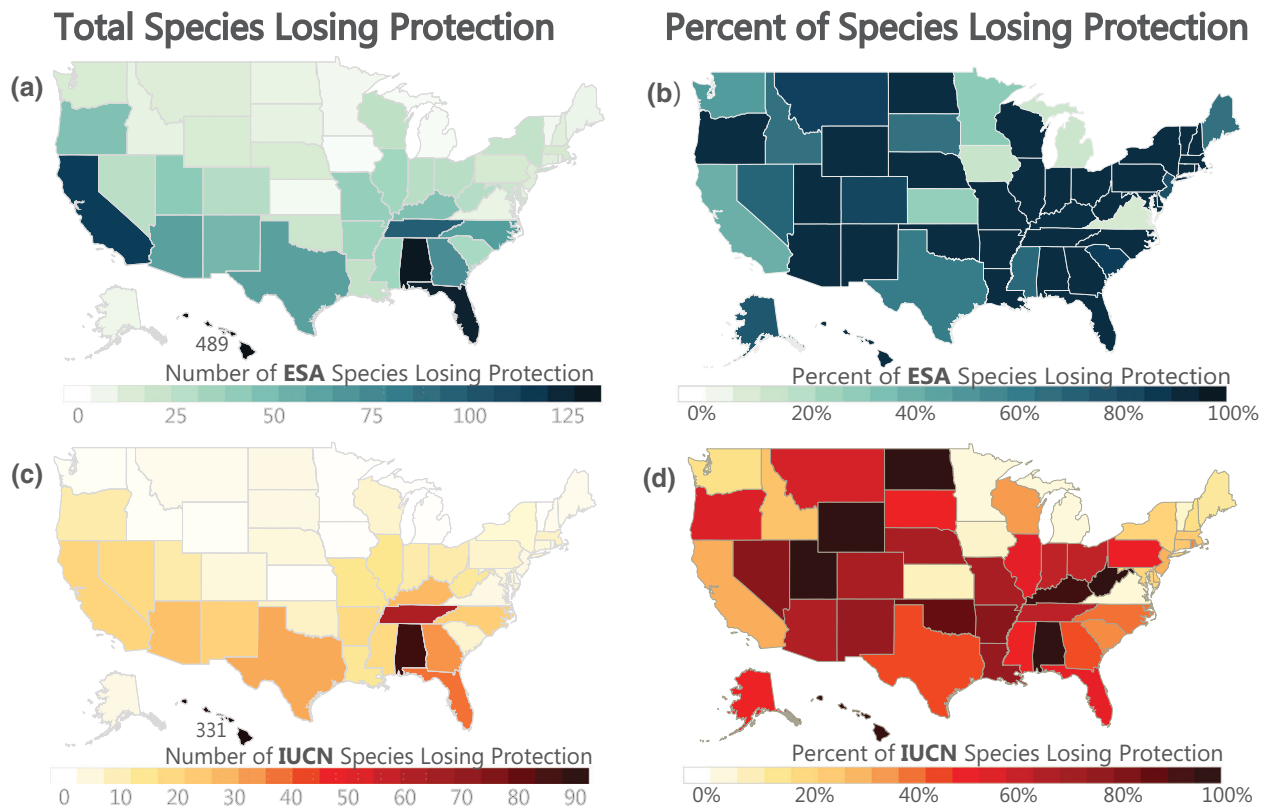 Total Species Losing Protection
Percent of Species Losing Protection
(a)
489
Number of ESA Species Losing Protection
0 25 50 75 100 125
(b)
Percent of ESA Species Losing Protection
0% 20% 40% 60% 80% 100%
(c)
331
Number of IUCN Species Losing Protection
0 10 20 30 40 50 60 70 80 90
(d)
Percent of IUCN Species Losing Protection
0% 20% 40% 60% 80% 100%